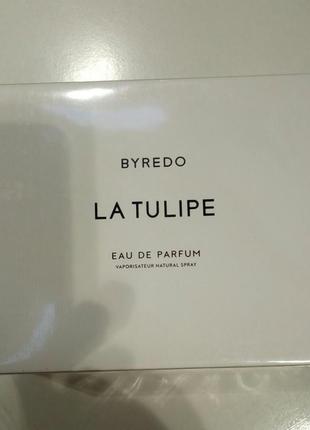 BYREDO
LA TULIPE
EAU DE PARFUM
VAPORISATEUR NATURAL SPRAY